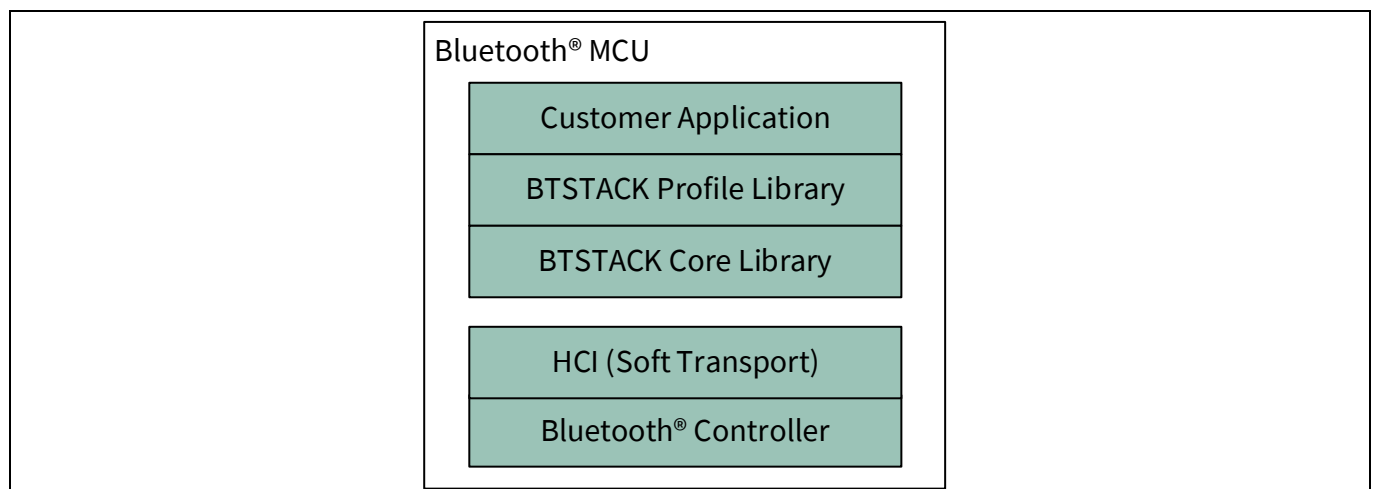 Bluetooth® MCU
Customer Application
BTSTACK Profile Library
BTSTACK Core Library
HCI (Soft Transport)
Bluetooth® Controller